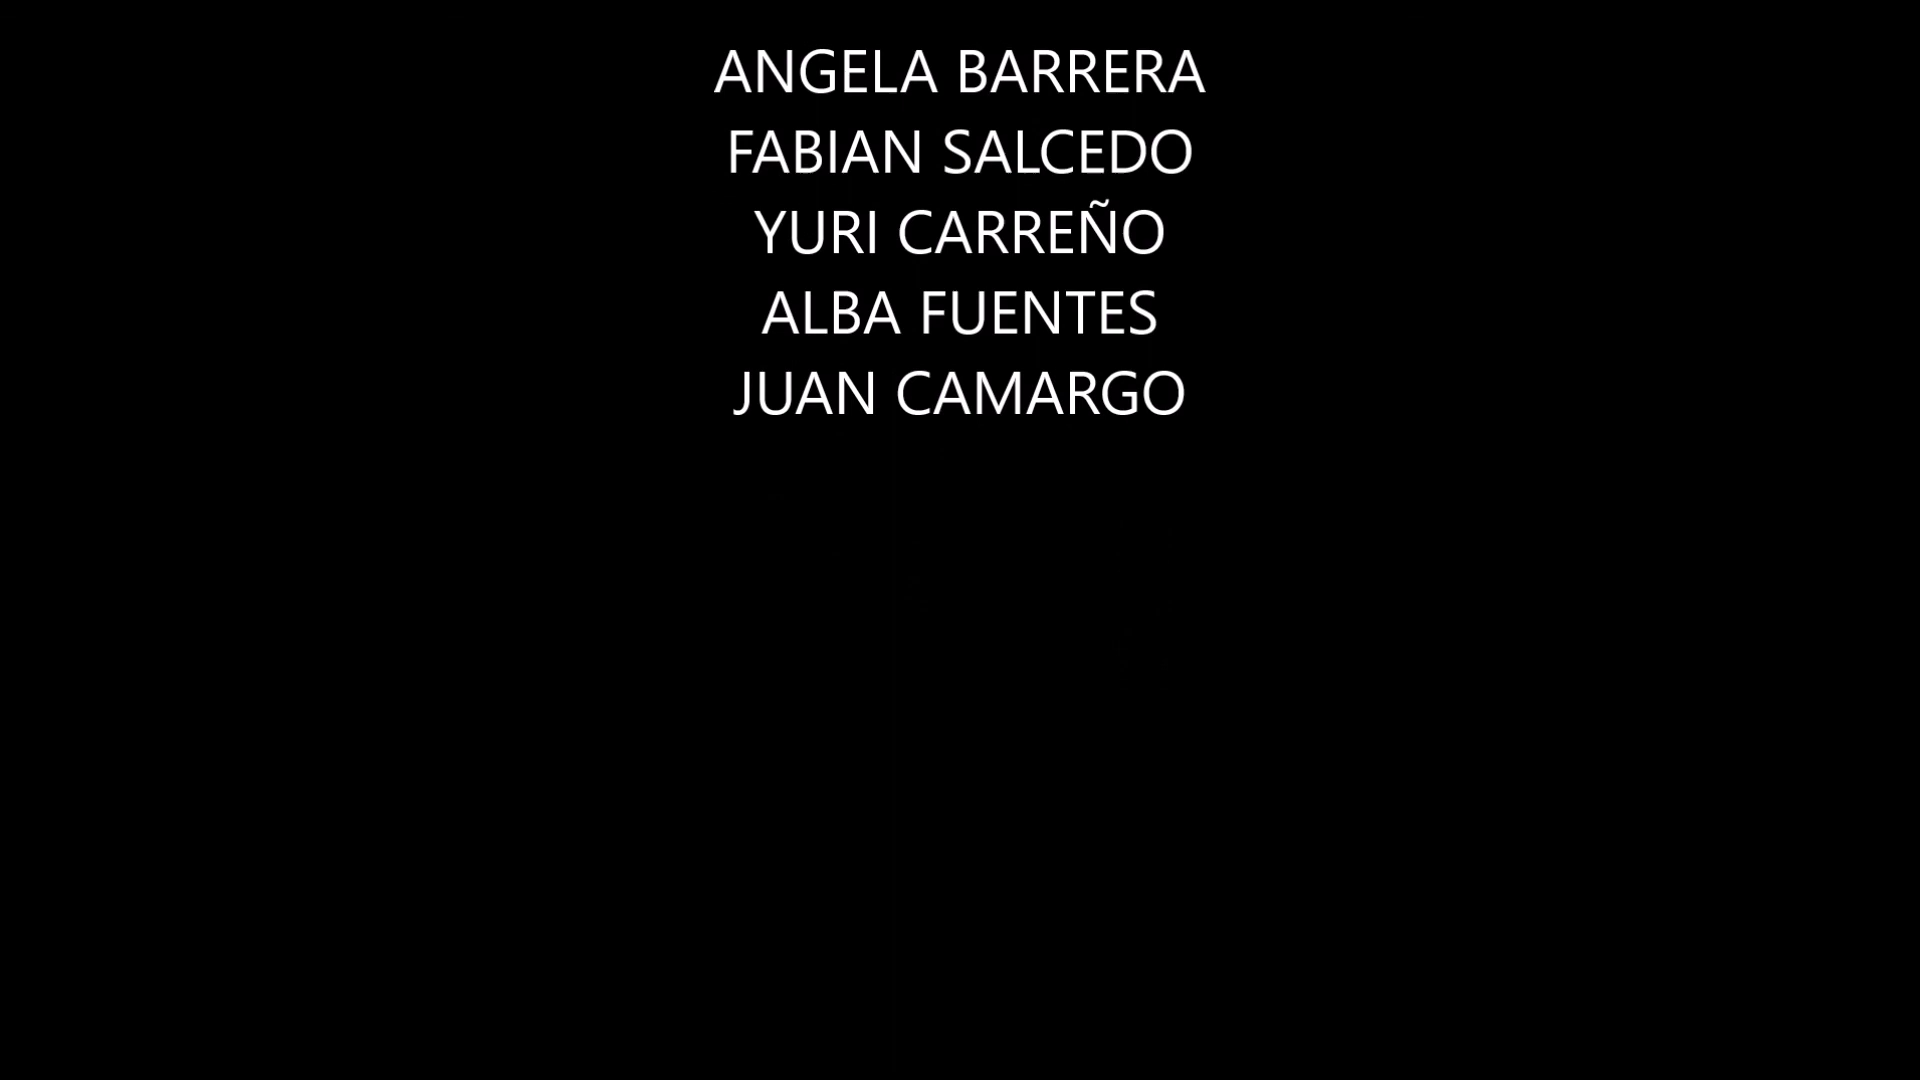 ANGELA BARRERA
FABIAN SALCEDO
YURI CARREÑO
ALBA FUENTES
JUAN CAMARGO